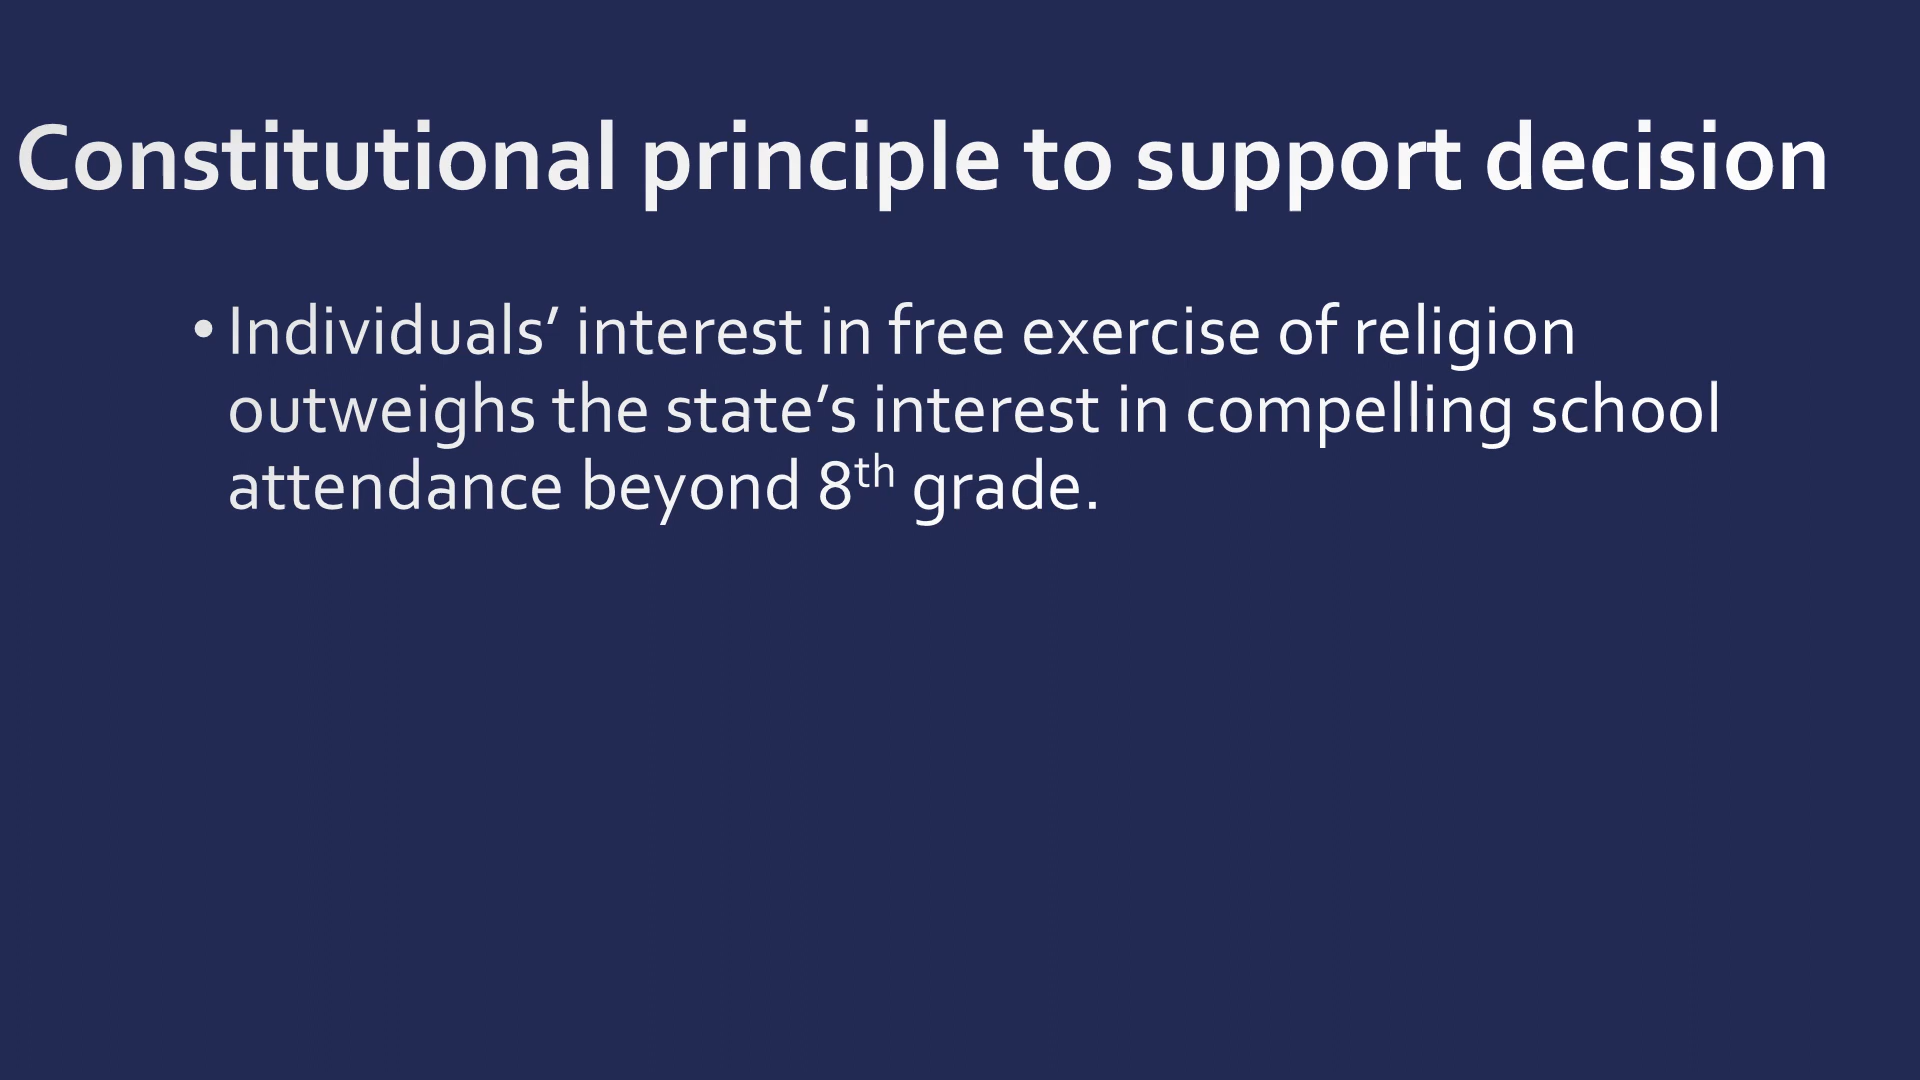 Constitutional principle to support decision
• Individuals’ interest in free exercise of religion
outweighs the state’s interest in compelling school
attendance beyond 8th grade.